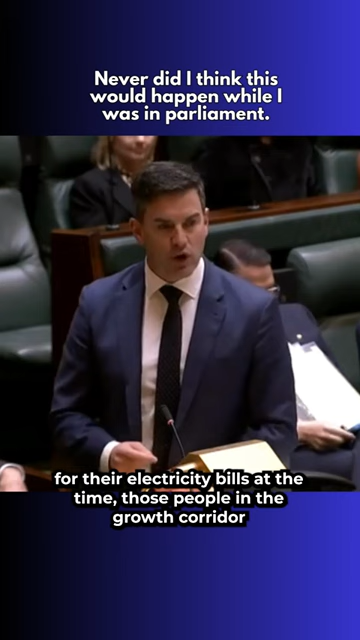 Never did I think this
would happen while I
was in parliament.
for their electricity bills at the
time, those people in the
growth corridor